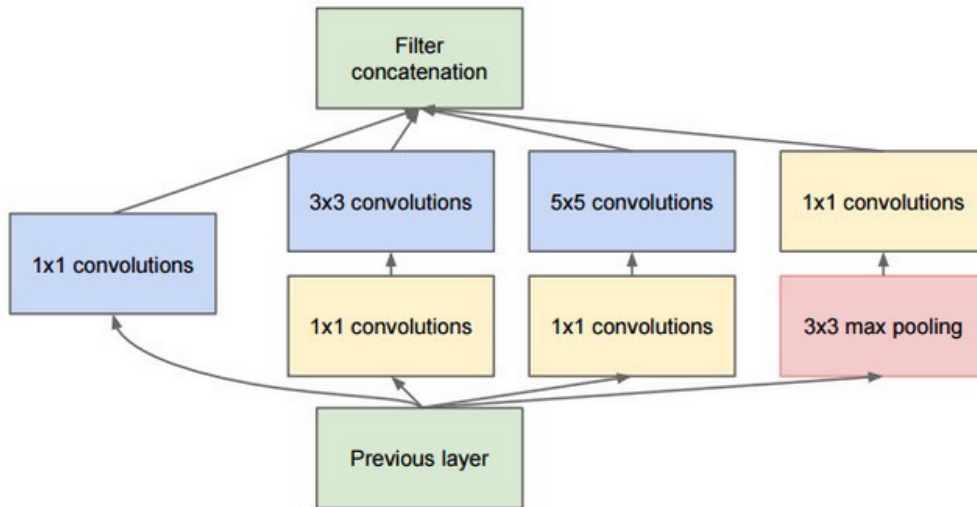 Filter
concatenation
3x3 convolutions
5x5 convolutions
1x1 convolutions
1x1 convolutions
1x1 convolutions
1x1 convolutions
3x3 max pooling
Previous layer